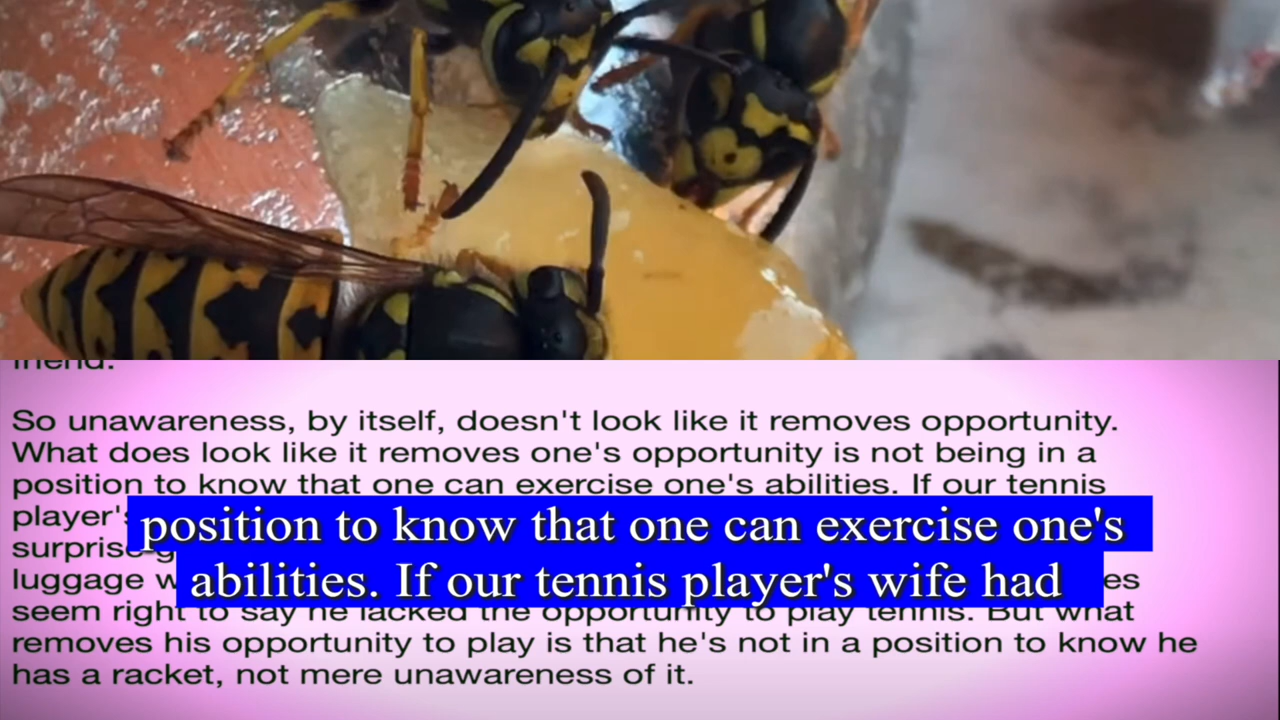 friend.
So unawareness, by itself, doesn't look like it removes opportunity.
What does look like it removes one's opportunity is not being in a
position to know that one can exercise one's abilities. If our tennis
player's
position to know that one can exercise one's
surprise
luggage
abilities. If our tennis player's wife had
seem right to say he lacked the opportunity to play tennis. But what
removes his opportunity to play is that he's not in a position to know he
has a racket, not mere unawareness of it.